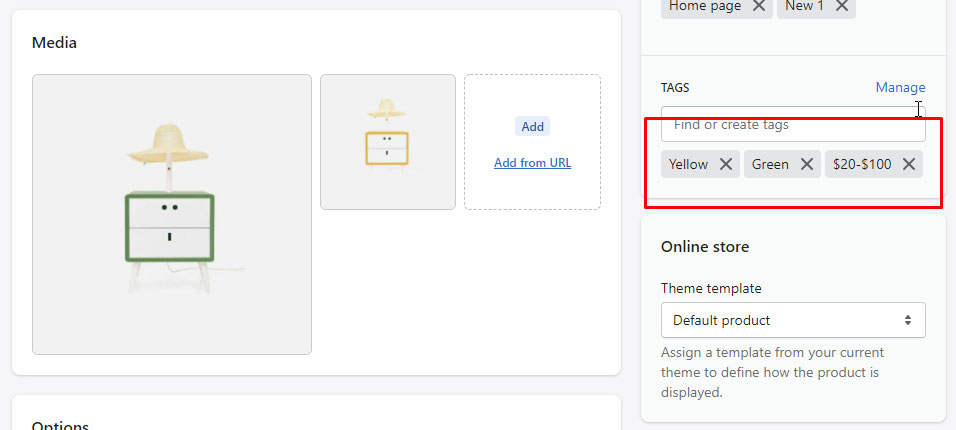 Media
Add
Add from URL
Options
Home page
New 1
TAGS
Manage
Find or create tags
Yellow
Green
$20-$100
Online store
Theme template
Default product
Assign a template from your current
theme to define how the product is
displayed.